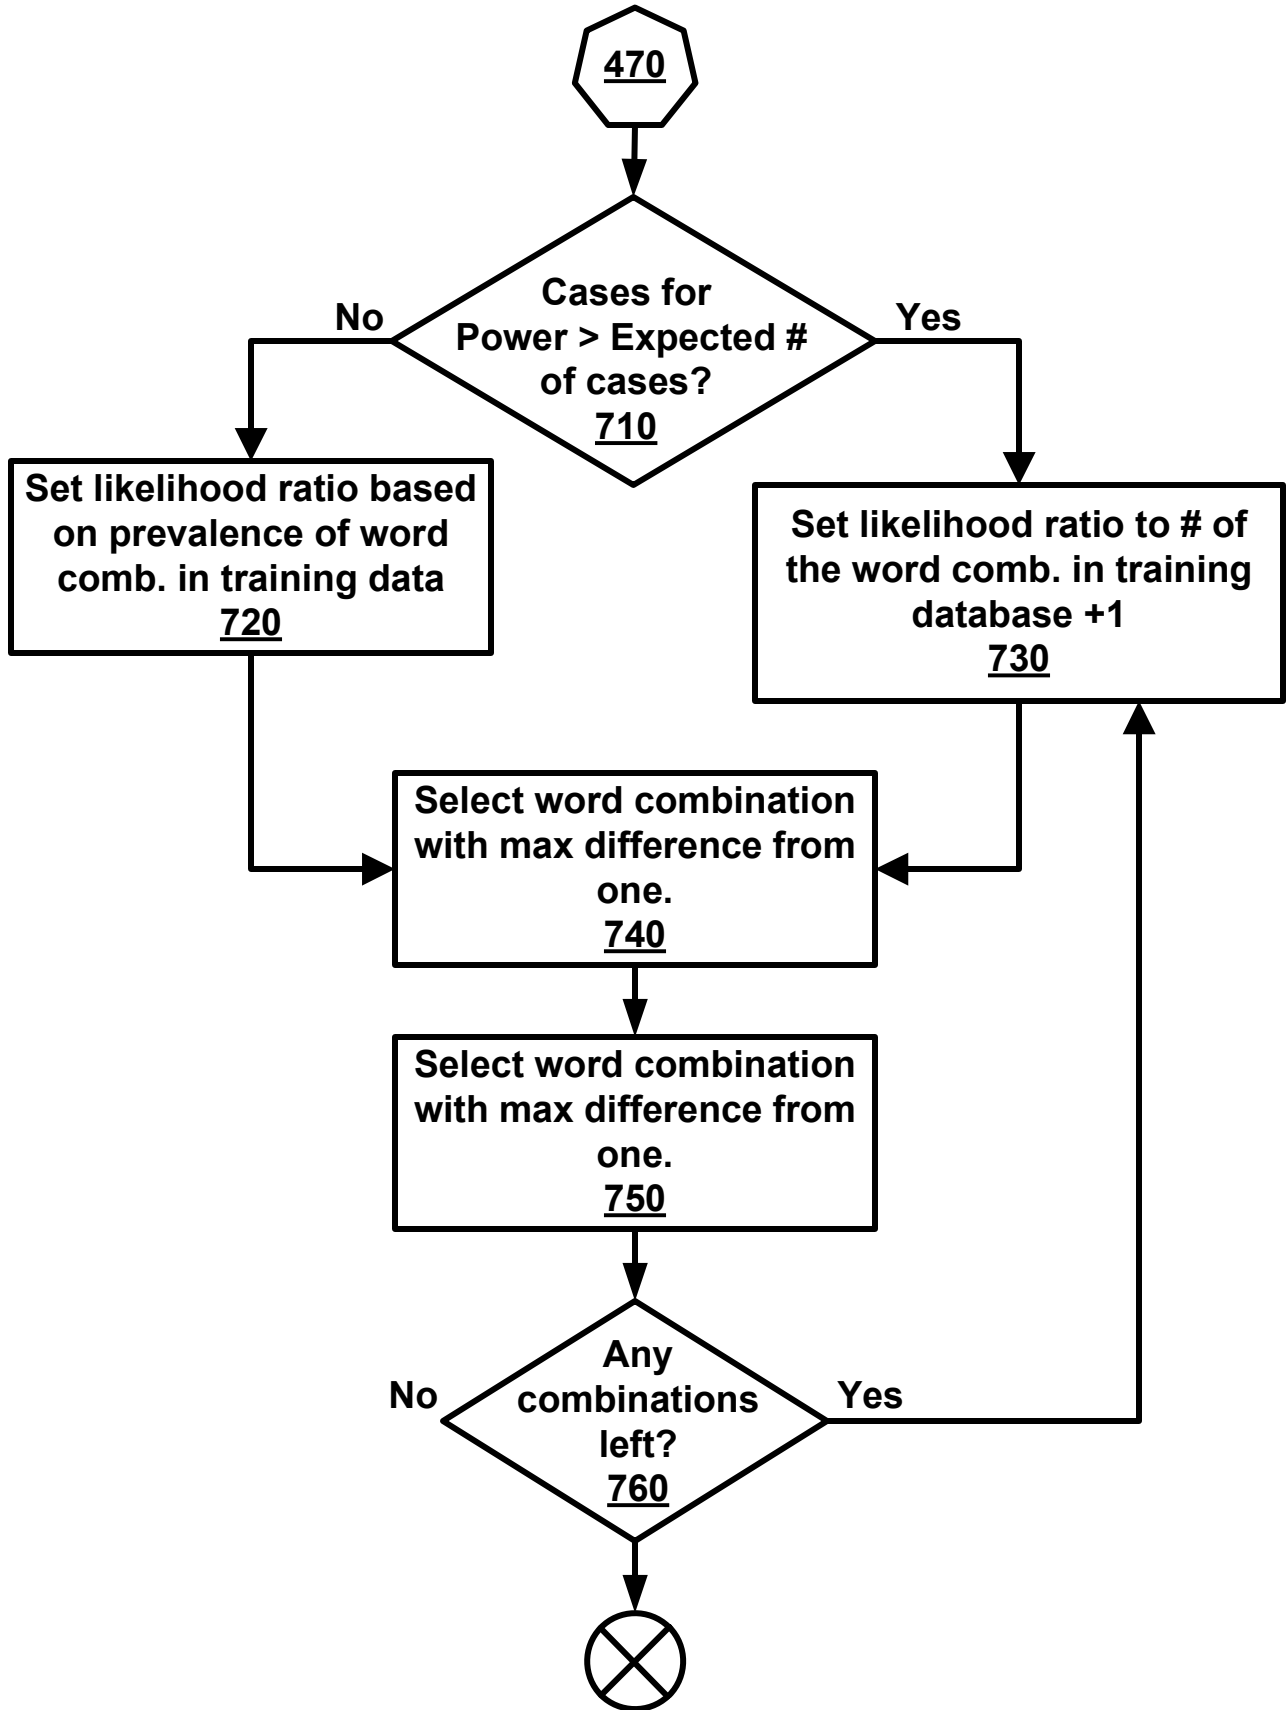 470
Cases for
Power > Expected #
of cases?
710
No
Yes
Set likelihood ratio based
on prevalence of word
comb. in training data
720
Set likelihood ratio to # of
the word comb. in training
database +1
730
Select word combination
with max difference from
one.
740
Select word combination
with max difference from
one.
750
Any
combinations
left?
760
No
Yes